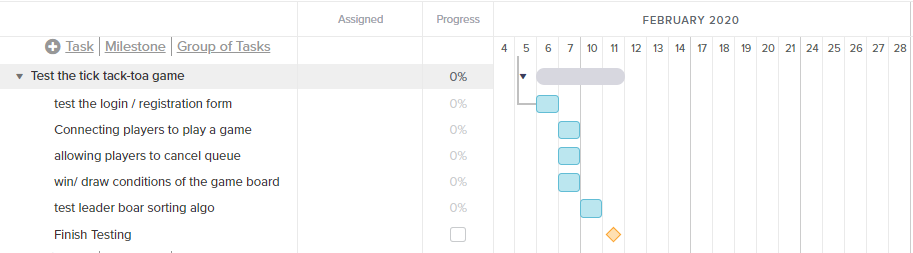 Assigned Progress FEBRUARY 2020
Task Milestone Group of Tasks 4 5 6 7 10 11 12 13 14 17 18 19 20 21 24 25 26 27 28
Test the tick tack-toa game 0%
test the login / registration form 0%
Connecting players to play a game 0%
allowing players to cancel queue 0%
win/ draw conditions of the game board 0%
test leader boar sorting algo 0%
Finish Testing